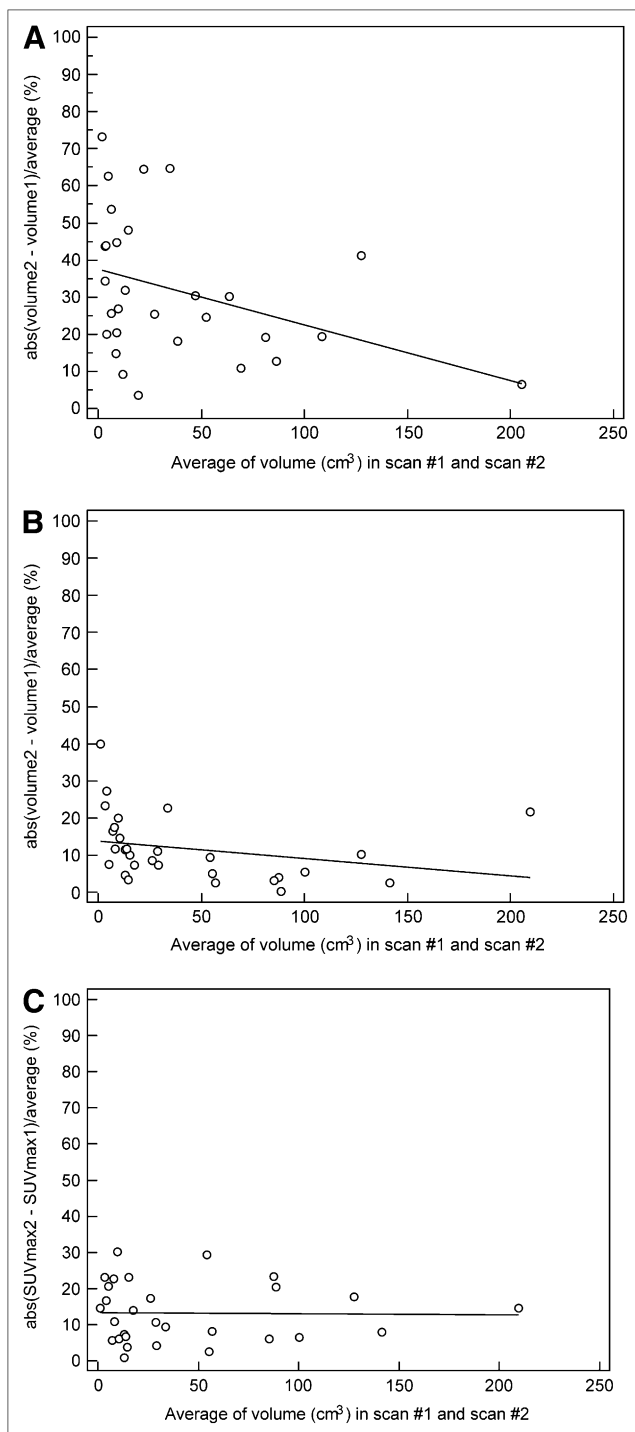 A
100
90
80
70
60
50
40
30
20
10
0
abs(volume2 - volume1)/average (%)
0 50 100 150 200 250
Average of volume (cm³) in scan #1 and scan #2
B
100
90
80
70
60
50
40
30
20
10
0
abs(volume2 - volume1)/average (%)
0 50 100 150 200 250
Average of volume (cm³) in scan #1 and scan #2
C
100
90
80
70
60
50
40
30
20
10
0
abs(SUVmax2 - SUVmax1)/average (%)
0 50 100 150 200 250
Average of volume (cm³) in scan #1 and scan #2